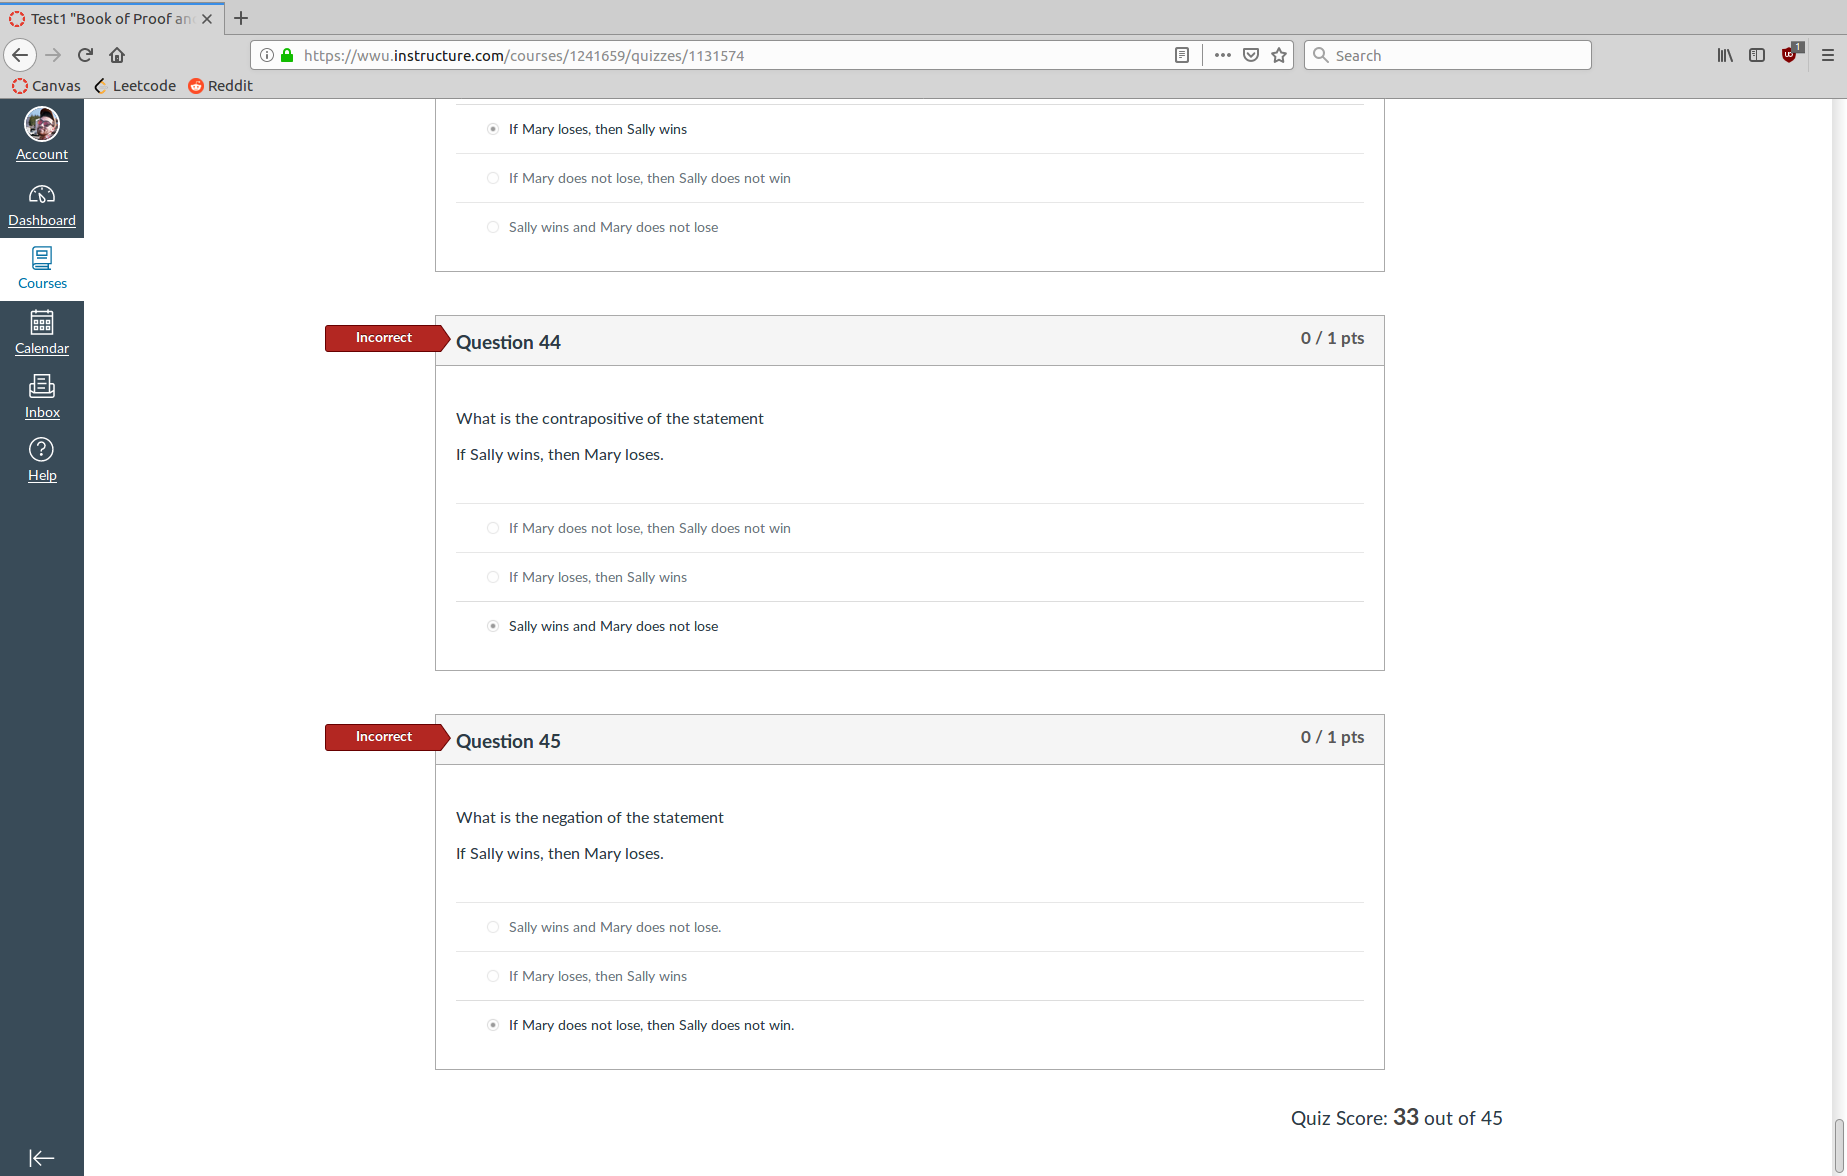 Test1 "Book of Proof an
https://wwu.instructure.com/courses/1241659/quizzes/1131574
Search
1
Canvas
Leetcode
Reddit
Account
Dashboard
Courses
Calendar
Inbox
Help
If Mary loses, then Sally wins
If Mary does not lose, then Sally does not win
Sally wins and Mary does not lose
Incorrect
Question 44
0 / 1 pts
What is the contrapositive of the statement
If Sally wins, then Mary loses.
If Mary does not lose, then Sally does not win
If Mary loses, then Sally wins
Sally wins and Mary does not lose
Incorrect
Question 45
0 / 1 pts
What is the negation of the statement
If Sally wins, then Mary loses.
Sally wins and Mary does not lose.
If Mary loses, then Sally wins
If Mary does not lose, then Sally does not win.
Quiz Score: 33 out of 45